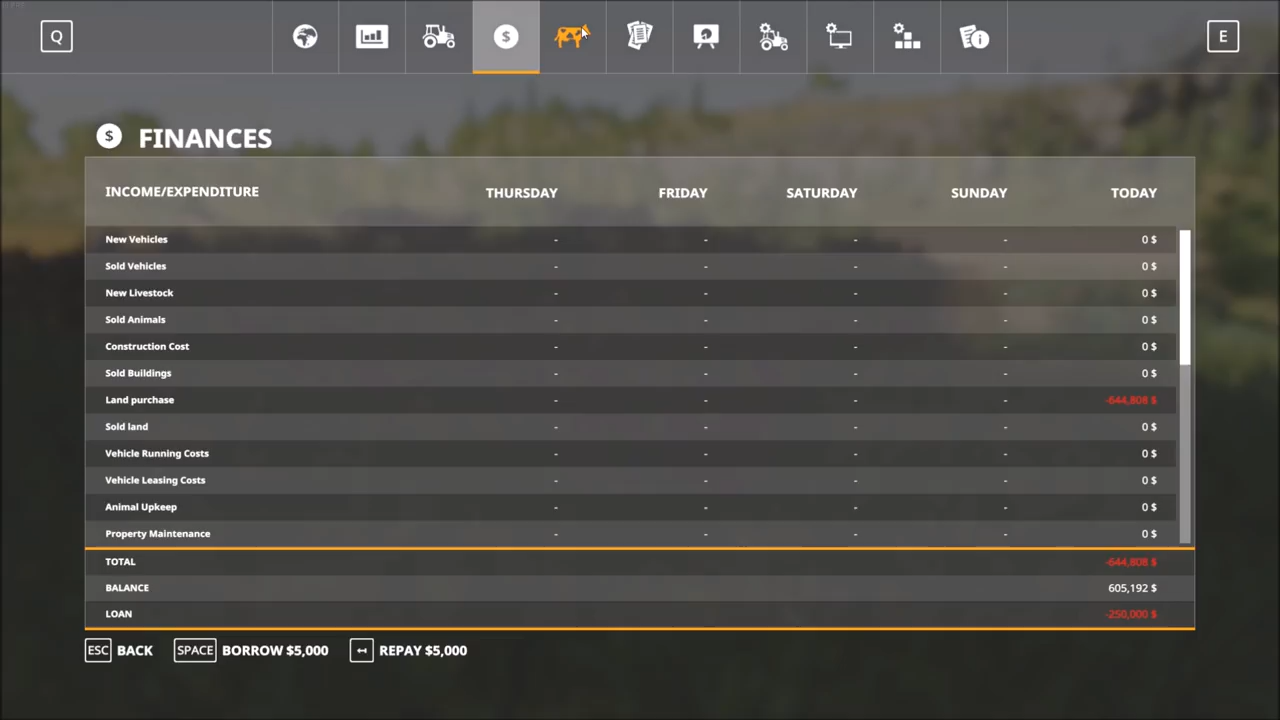 Q
$
E
$ FINANCES
INCOME/EXPENDITURE THURSDAY FRIDAY SATURDAY SUNDAY TODAY
New Vehicles - - - - 0 $
Sold Vehicles - - - - 0 $
New Livestock - - - - 0 $
Sold Animals - - - - 0 $
Construction Cost - - - - 0 $
Sold Buildings - - - - 0 $
Land purchase - - - - -644,808 $
Sold land - - - - 0 $
Vehicle Running Costs - - - - 0 $
Vehicle Leasing Costs - - - - 0 $
Animal Upkeep - - - - 0 $
Property Maintenance - - - - 0 $
TOTAL -644,808 $
BALANCE 605,192 $
LOAN -250,000 $
ESC BACK SPACE BORROW $5,000 ↔ REPAY $5,000